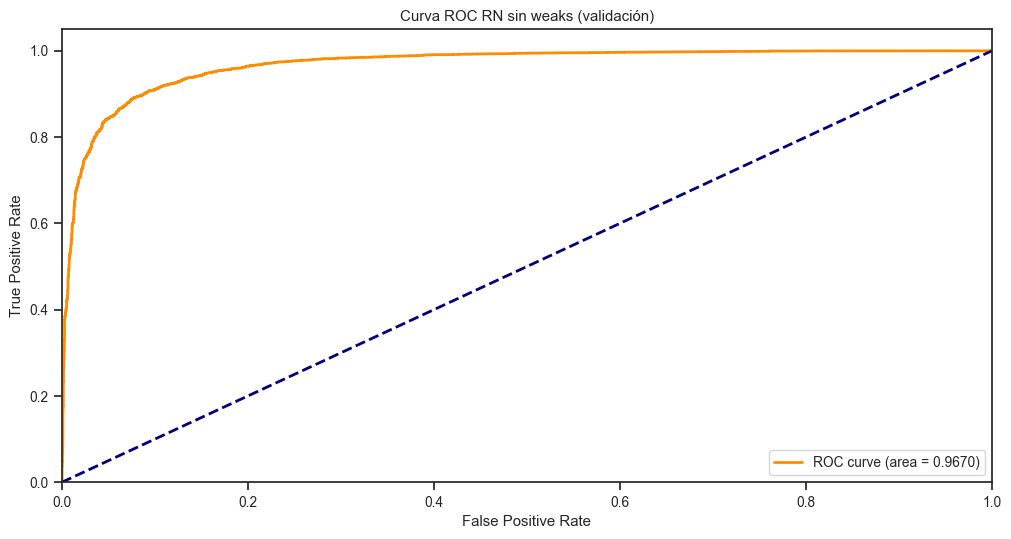 Curva ROC RN sin weaks (validación)
True Positive Rate
1.0
0.8
0.6
0.4
0.2
0.0
0.0 0.2 0.4 0.6 0.8 1.0
False Positive Rate
ROC curve (area = 0.9670)